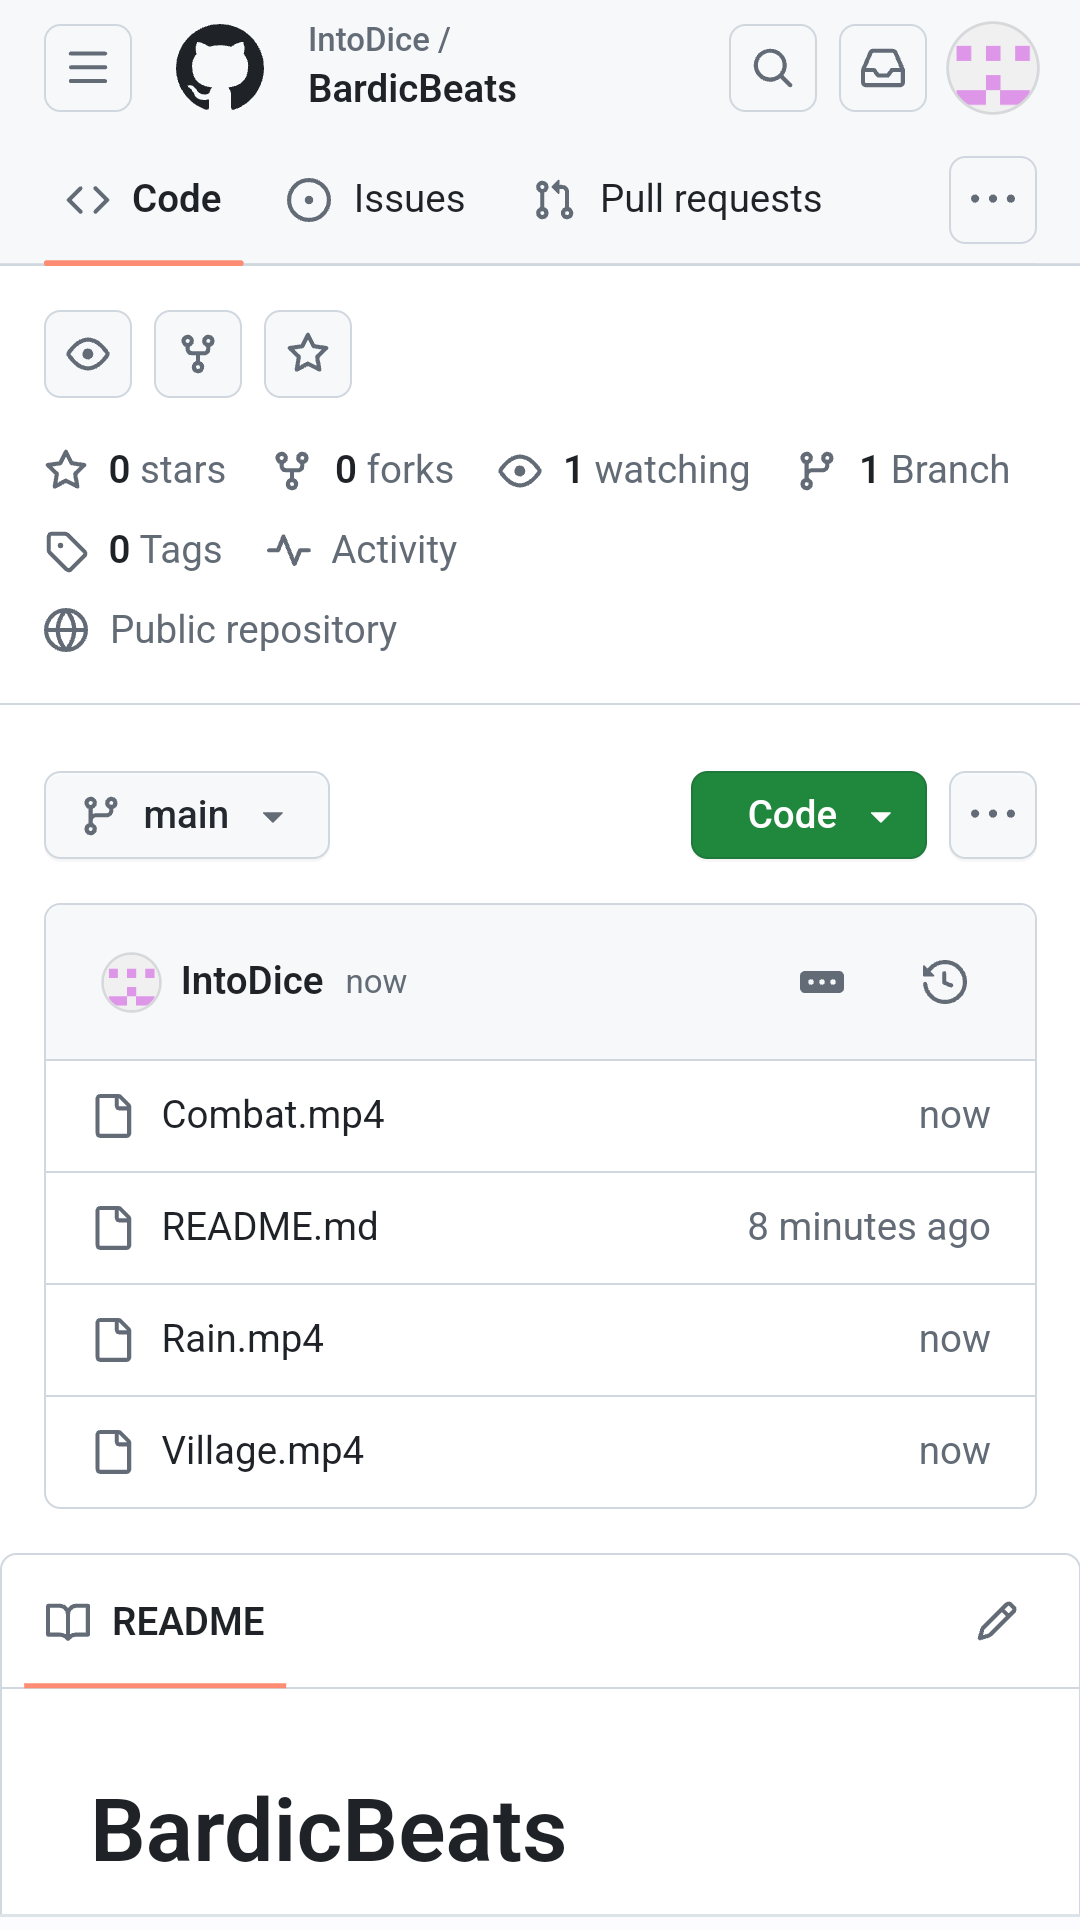 IntoDice /
BardicBeats
Code Issues Pull requests
0 stars 0 forks 1 watching 1 Branch
0 Tags Activity
Public repository
main Code
IntoDice now
Combat.mp4 now
README.md 8 minutes ago
Rain.mp4 now
Village.mp4 now
README
BardicBeats